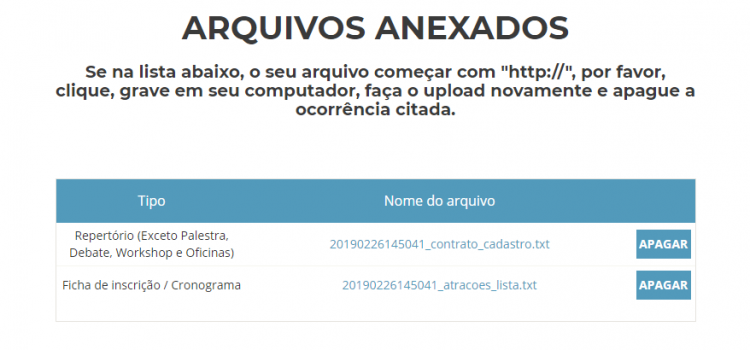 ARQUIVOS ANEXADOS
Se na lista abaixo, o seu arquivo começar com "http://", por favor,
clique, grave em seu computador, faça o upload novamente e apague a
ocorrência citada.
Tipo Nome do arquivo
Repertório (Exceto Palestra,
Debate, Workshop e Oficinas) 20190226145041_contrato_cadastro.txt APAGAR
Ficha de inscrição / Cronograma 20190226145041_atracoes_lista.txt APAGAR